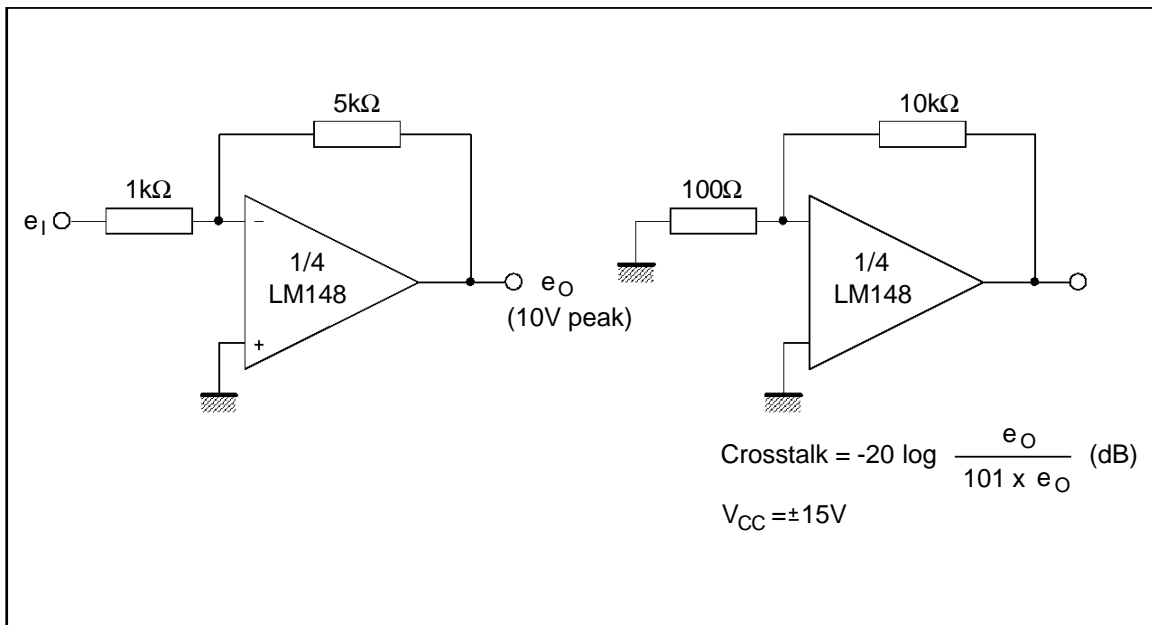 5kΩ
1kΩ
e I
−
1/4
LM148
+
e O
(10V peak)
10kΩ
100Ω
1/4
LM148
Crosstalk = -20 log e O / 101 x e O (dB)
V CC =±15V